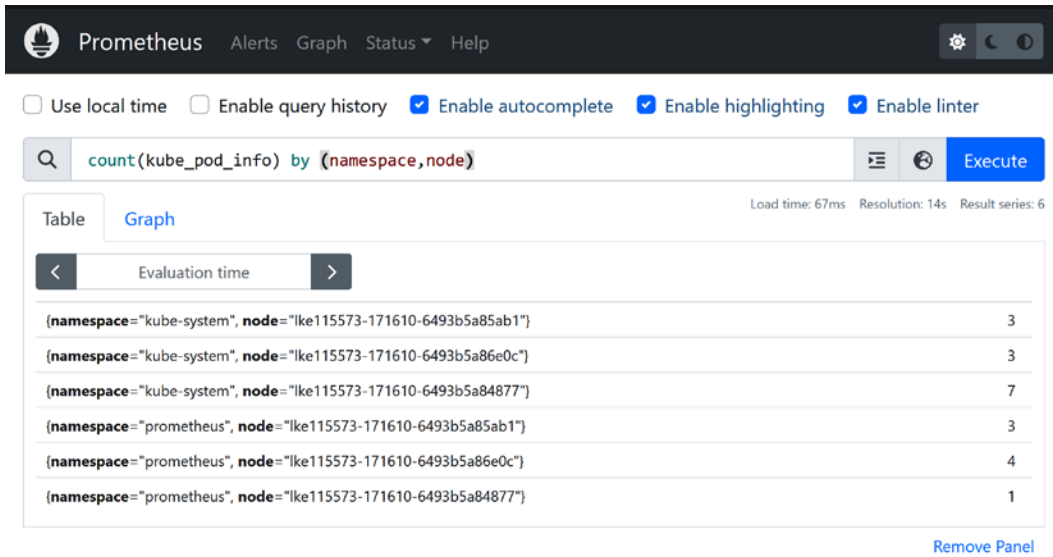 Prometheus Alerts Graph Status Help
Use local time Enable query history Enable autocomplete Enable highlighting Enable linter
count(kube_pod_info) by (namespace,node) Execute
Table Graph Load time: 67ms Resolution: 14s Result series: 6
Evaluation time
{namespace="kube-system", node="lke115573-171610-6493b5a85ab1"} 3
{namespace="kube-system", node="lke115573-171610-6493b5a86e0c"} 3
{namespace="kube-system", node="lke115573-171610-6493b5a84877"} 7
{namespace="prometheus", node="lke115573-171610-6493b5a85ab1"} 3
{namespace="prometheus", node="lke115573-171610-6493b5a86e0c"} 4
{namespace="prometheus", node="lke115573-171610-6493b5a84877"} 1
Remove Panel